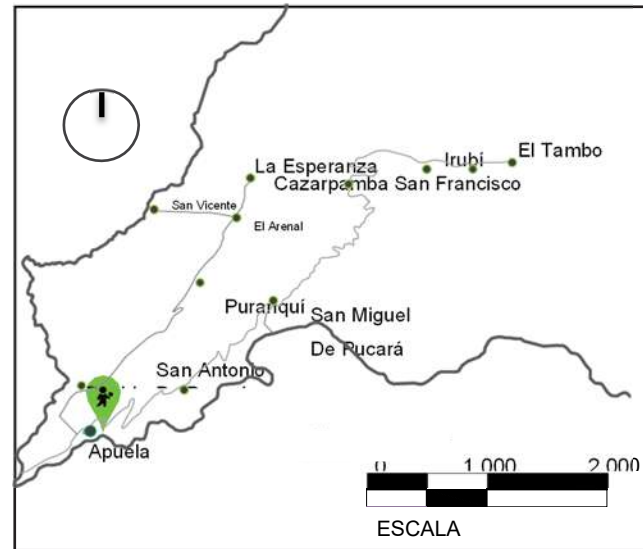 El Tambo
Irubí
La Esperanza
Cazarpamba San Francisco
San Vicente
El Arenal
Puranquí
San Miguel
De Pucará
San Antonio
Apuela
0 1 000 2 000
ESCALA